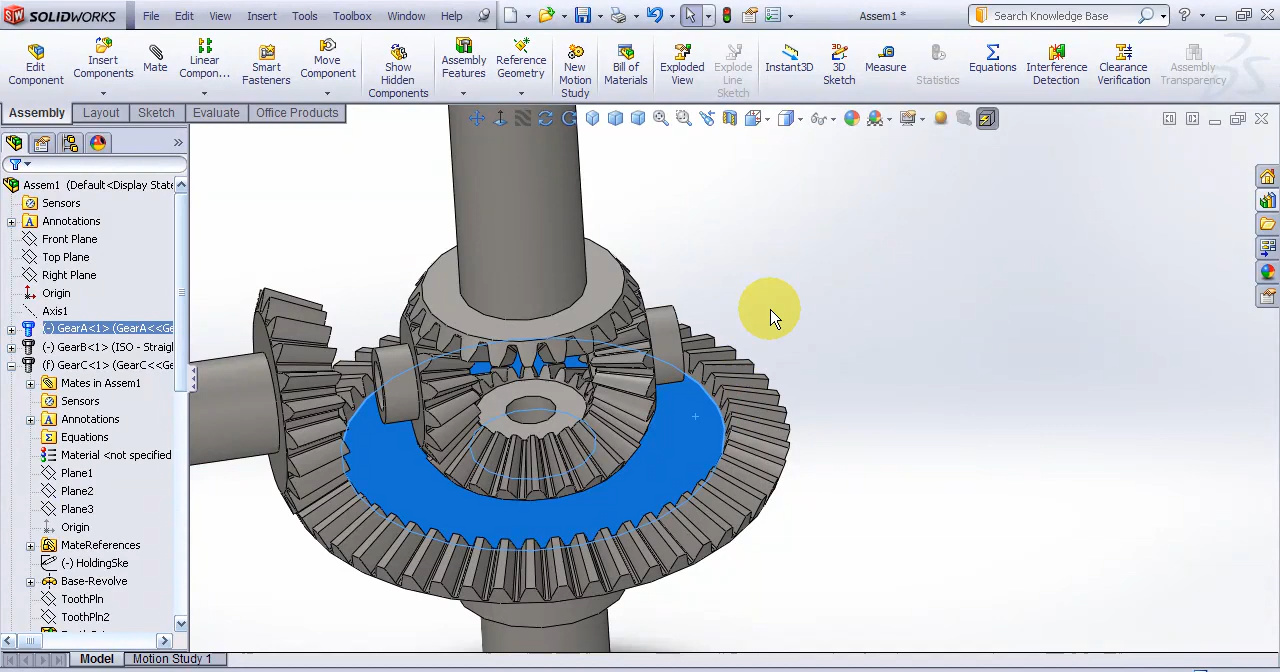 SOLIDWORKS File Edit View Insert Tools Toolbox Window Help Assem1 * Search Knowledge Base ?
Edit Component
Insert Components
Mate
Linear Compon...
Smart Fasteners
Move Component
Show Hidden Components
Assembly Features
Reference Geometry
New Motion Study
Bill of Materials
Exploded View
Explode Line Sketch
Instant3D
3D Sketch
Measure
Statistics
Equations
Interference Detection
Clearance Verification
Assembly Transparency
Assembly Layout Sketch Evaluate Office Products
Assem1 (Default<Display Stat
Sensors
Annotations
Front Plane
Top Plane
Right Plane
Origin
Axis1
(-) GearA<1> (GearA<<Ge
(-) GearB<1> (ISO - Straigh
(f) GearC<1> (GearC<<Ge
Mates in Assem1
Sensors
Annotations
Equations
Material <not specified
Plane1
Plane2
Plane3
Origin
MateReferences
(-) HoldingSke
Base-Revolve
ToothPln
ToothPln2
Model Motion Study 1